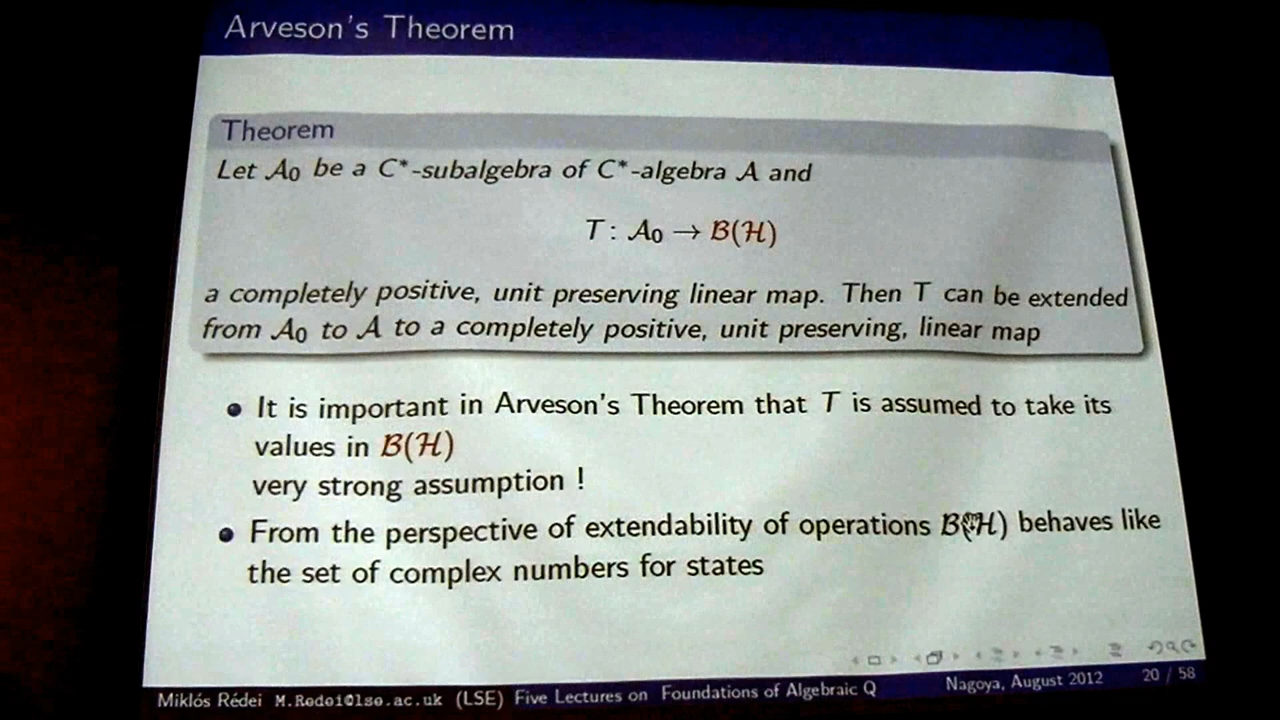 Arveson's Theorem
Theorem
Let A₀ be a C*-subalgebra of C*-algebra A and
T : A₀ → B(H)
a completely positive, unit preserving linear map. Then T can be extended
from A₀ to A to a completely positive, unit preserving, linear map
It is important in Arveson's Theorem that T is assumed to take its
values in B(H)
very strong assumption !
From the perspective of extendability of operations B(H) behaves like
the set of complex numbers for states
Miklós Rédei M.Redei@lse.ac.uk (LSE) Five Lectures on Foundations of Algebraic Q Nagoya, August 2012 20 / 58